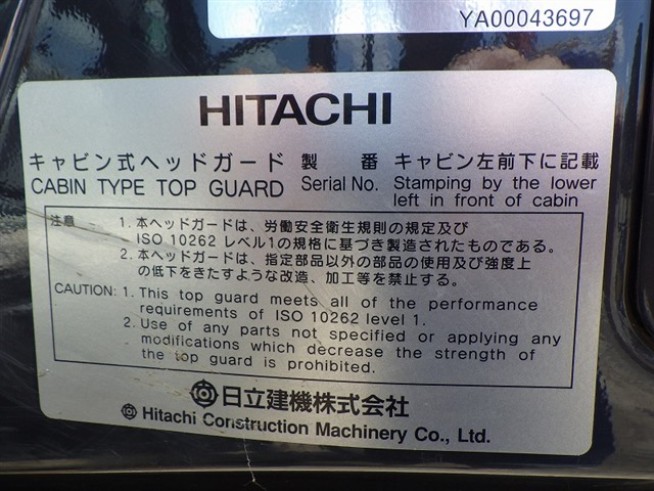 YA00043697
HITACHI
キャビン式ヘッドガード 製 番 キャビン左前下に記載
CABIN TYPE TOP GUARD Serial No. Stamping by the lower
left in front of cabin
注意 1. 本ヘッドガードは、労働安全衛生規則の規定及び
ISO 10262 レベル1の規格に基づき製造されたものである。
2. 本ヘッドガードは、指定部品以外の部品の使用及び強度上
の低下をきたすような改造、加工等を禁止する。
CAUTION: 1. This top guard meets all of the performance
requirements of ISO 10262 level 1.
2. Use of any parts not specified or applying any
modifications which decrease the strength of
the top guard is prohibited.
日立建機株式会社
Hitachi Construction Machinery Co., Ltd.